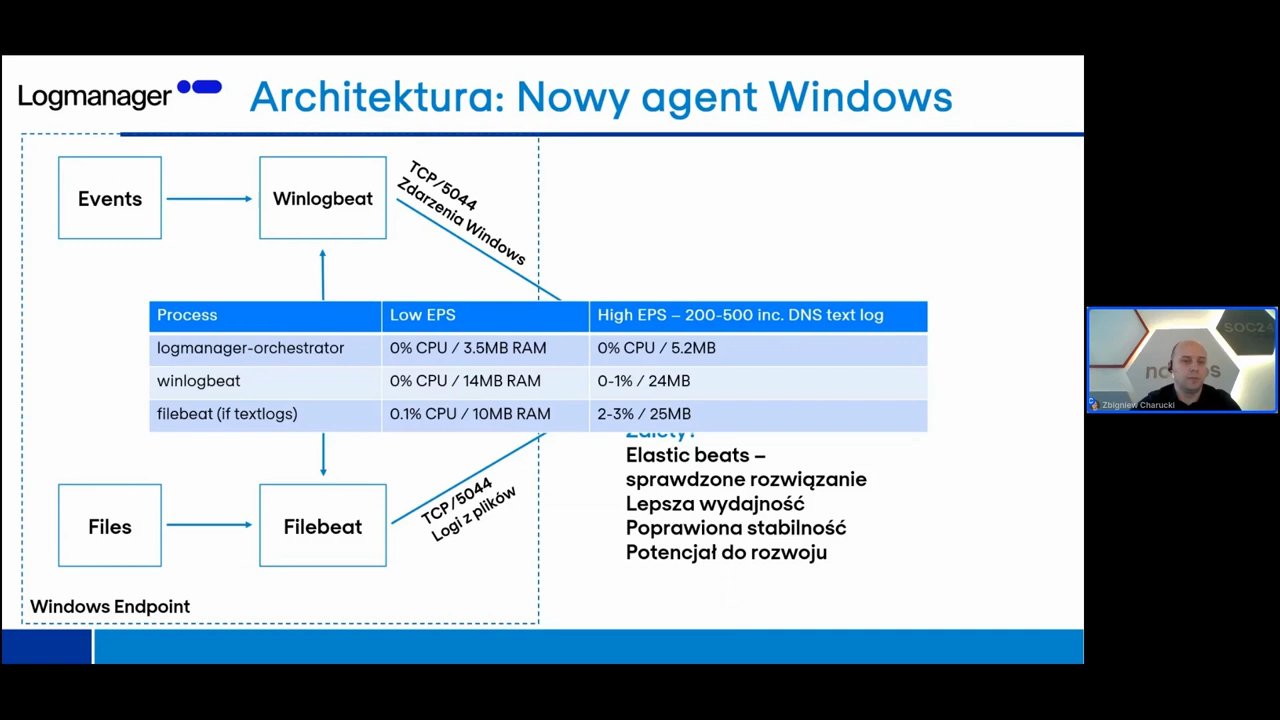 Logmanager
Architektura: Nowy agent Windows
Events
Winlogbeat
TCP/5044
Zdarzenia Windows
Process Low EPS High EPS – 200-500 inc. DNS text log
logmanager-orchestrator 0% CPU / 3.5MB RAM 0% CPU / 5.2MB
winlogbeat 0% CPU / 14MB RAM 0-1% / 24MB
filebeat (if textlogs) 0.1% CPU / 10MB RAM 2-3% / 25MB
Elastic beats –
sprawdzone rozwiązanie
Lepsza wydajność
Poprawiona stabilność
Potencjał do rozwoju
TCP/5044
Logi z plików
Files
Filebeat
Windows Endpoint
SOC24
Zbigniew Charucki